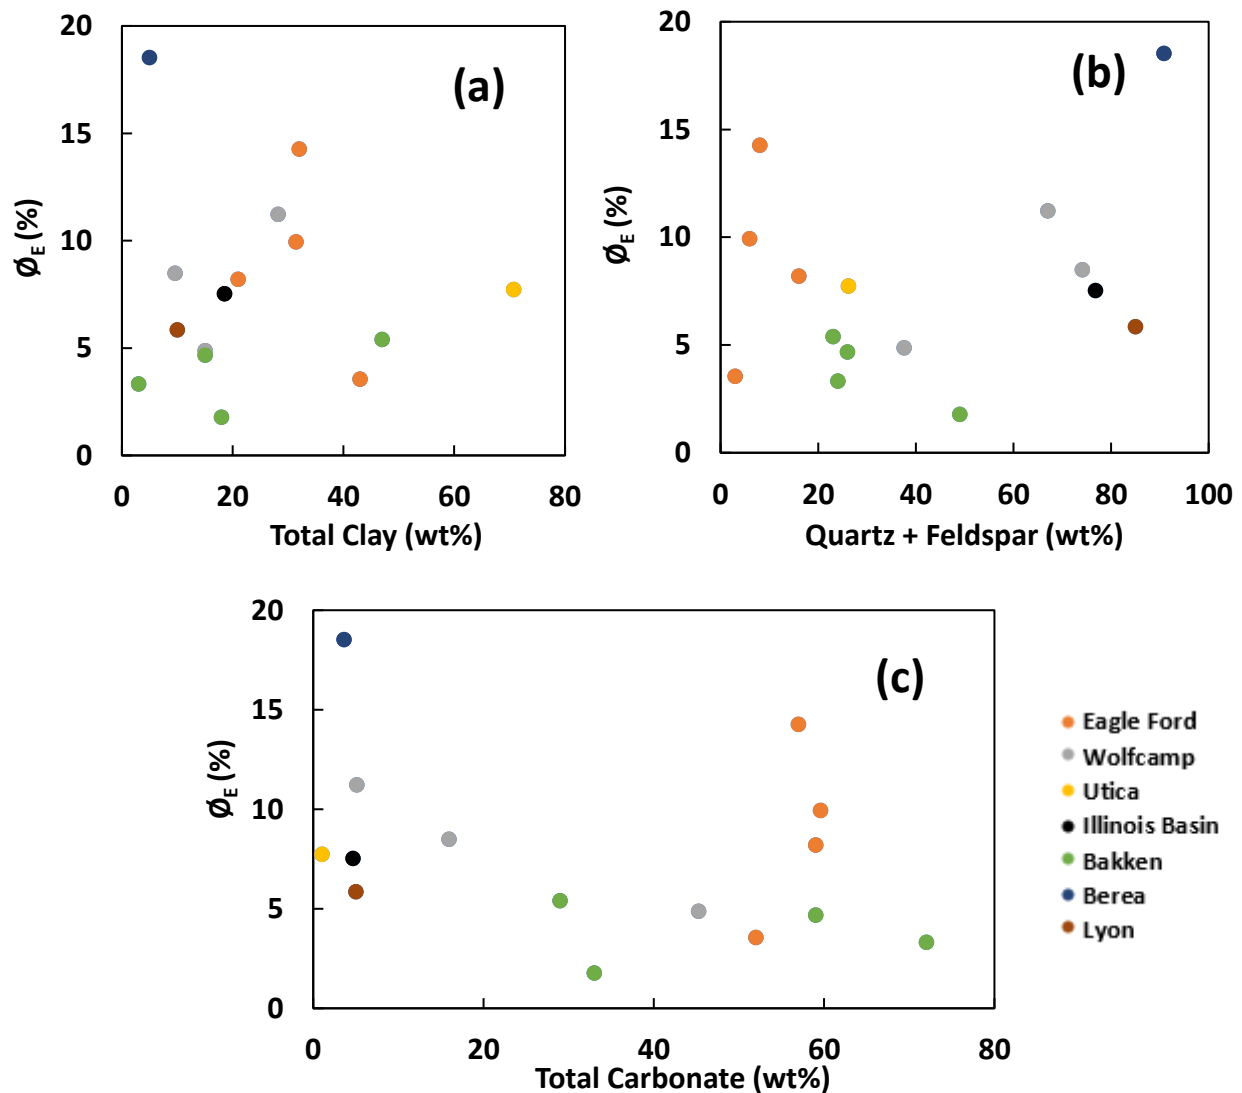 (a)
20
15
10
5
0
Ø_E (%)
0 20 40 60 80
Total Clay (wt%)
(b)
20
15
10
5
0
Ø_E (%)
0 20 40 60 80 100
Quartz + Feldspar (wt%)
(c)
20
15
10
5
0
Ø_E (%)
0 20 40 60 80
Total Carbonate (wt%)
Eagle Ford
Wolfcamp
Utica
Illinois Basin
Bakken
Berea
Lyon